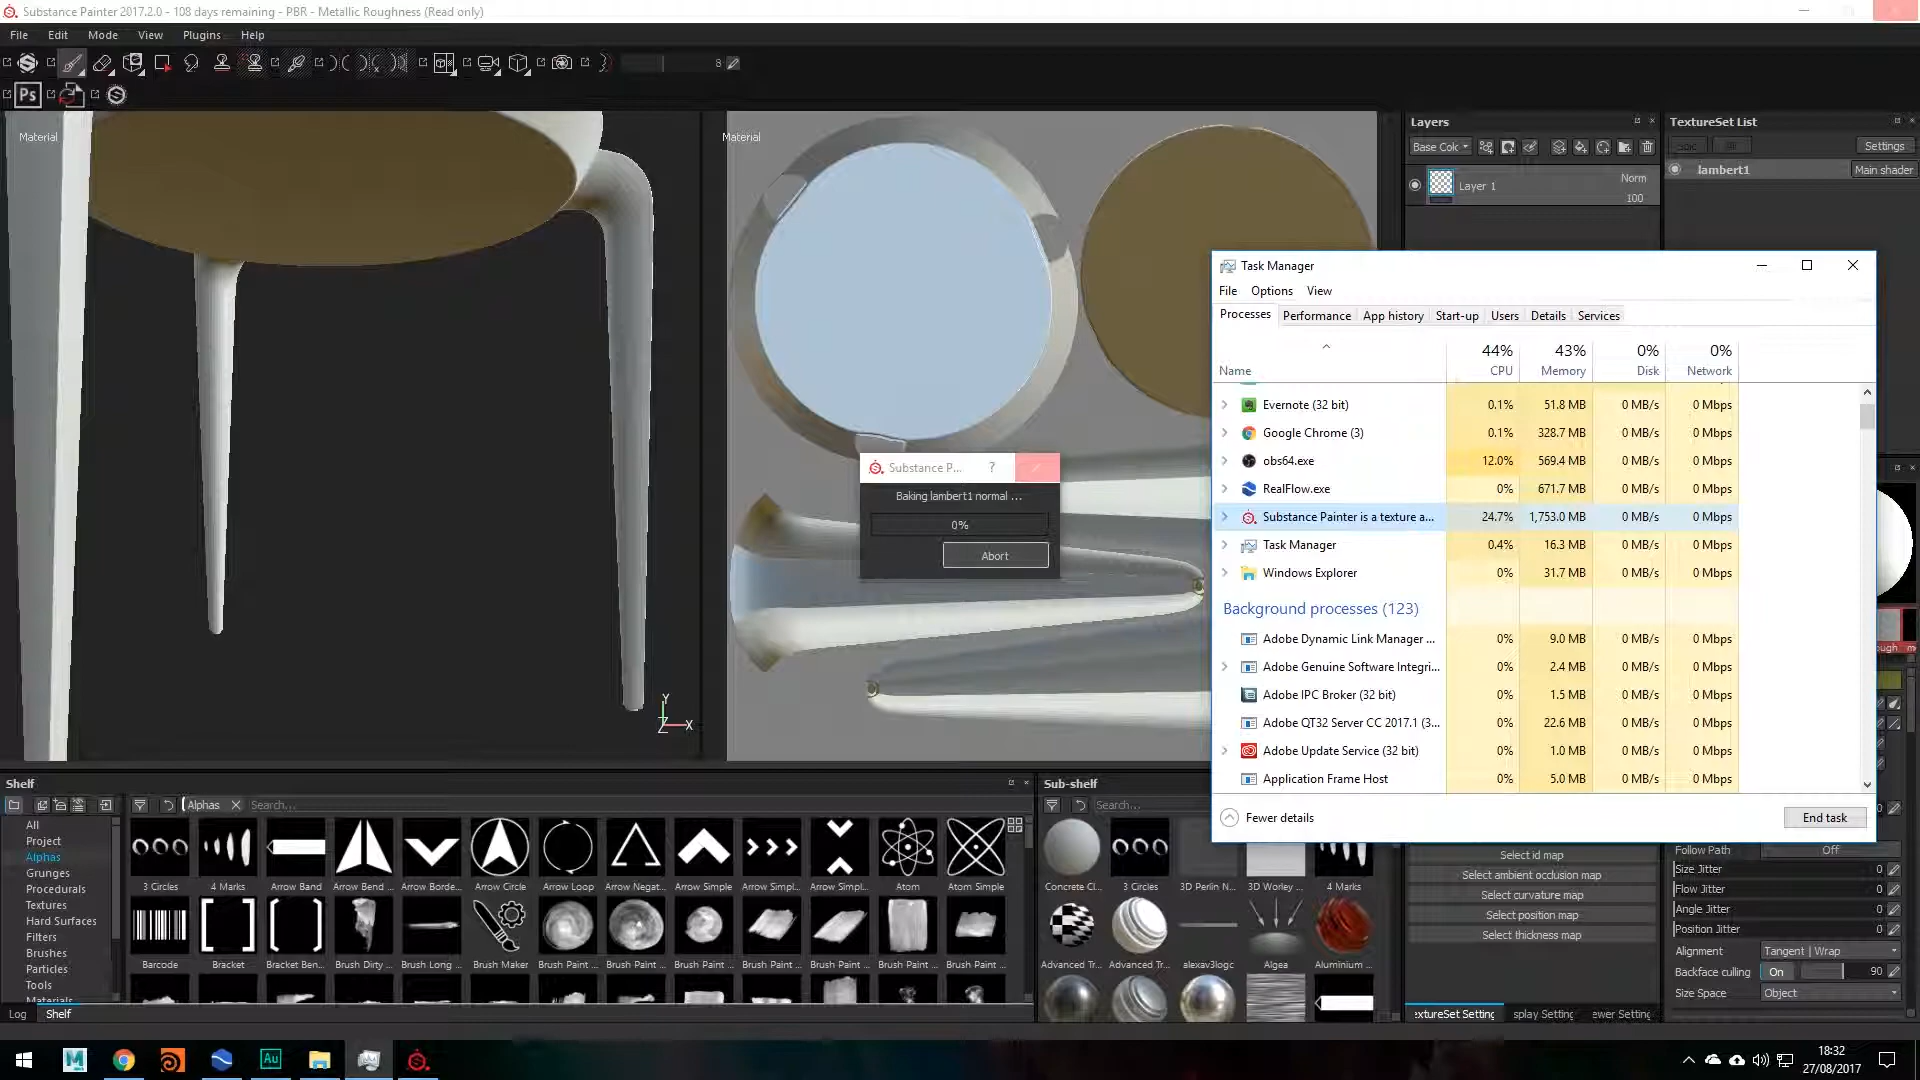 Substance Painter 2017.2.0 - 108 days remaining - PBR - Metallic Roughness (Read only)
File Edit Mode View Plugins Help
8
Ps
Material
Material
Y
Z X
Layers
Base Col
Layer 1
Norm
100
TextureSet List
Settings
lambert1
Main shader
Substance P... ?
Baking lambert1 normal ...
0%
Abort
Task Manager
File Options View
Processes Performance App history Start-up Users Details Services
44% 43% 0% 0%
Name CPU Memory Disk Network
Evernote (32 bit) 0.1% 51.8 MB 0 MB/s 0 Mbps
Google Chrome (3) 0.1% 328.7 MB 0 MB/s 0 Mbps
obs64.exe 12.0% 569.4 MB 0 MB/s 0 Mbps
RealFlow.exe 0% 671.7 MB 0 MB/s 0 Mbps
Substance Painter is a texture a... 24.7% 1,753.0 MB 0 MB/s 0 Mbps
Task Manager 0.4% 16.3 MB 0 MB/s 0 Mbps
Windows Explorer 0% 31.7 MB 0 MB/s 0 Mbps
Background processes (123)
Adobe Dynamic Link Manager ... 0% 9.0 MB 0 MB/s 0 Mbps
Adobe Genuine Software Integri... 0% 2.4 MB 0 MB/s 0 Mbps
Adobe IPC Broker (32 bit) 0% 1.5 MB 0 MB/s 0 Mbps
Adobe QT32 Server CC 2017.1 (3... 0% 22.6 MB 0 MB/s 0 Mbps
Adobe Update Service (32 bit) 0% 1.0 MB 0 MB/s 0 Mbps
Application Frame Host 0% 5.0 MB 0 MB/s 0 Mbps
Fewer details
End task
Shelf
Alphas
Search...
All
Project
Alphas
Grunges
Procedurals
Textures
Hard Surfaces
Filters
Brushes
Particles
Tools
Materials
3 Circles 4 Marks Arrow Band Arrow Bend ... Arrow Borde... Arrow Circle Arrow Loop Arrow Negat... Arrow Simple Arrow Simpl... Arrow Simpl... Atom Atom Simple
Barcode Bracket Bracket Ben... Brush Dirty ... Brush Long ... Brush Maker Brush Paint ... Brush Paint ... Brush Paint ... Brush Paint ... Brush Paint ... Brush Paint ... Brush Paint ...
Log Shelf
Sub-shelf
Search...
Concrete Cl... 3 Circles 3D Perlin N... 3D Worley ... 4 Marks
Advanced Tr... Advanced Tr... alexav3logc Algea Aluminium ...
Select id map
Select ambient occlusion map
Select curvature map
Select position map
Select thickness map
Follow Path Off
Size Jitter 0
Flow Jitter 0
Angle Jitter 0
Position Jitter 0
Alignment Tangent | Wrap
Backface culling On 90
Size Space Object
extureSet Setting splay Setting ewer Setting
M Au
18:32
27/08/2017